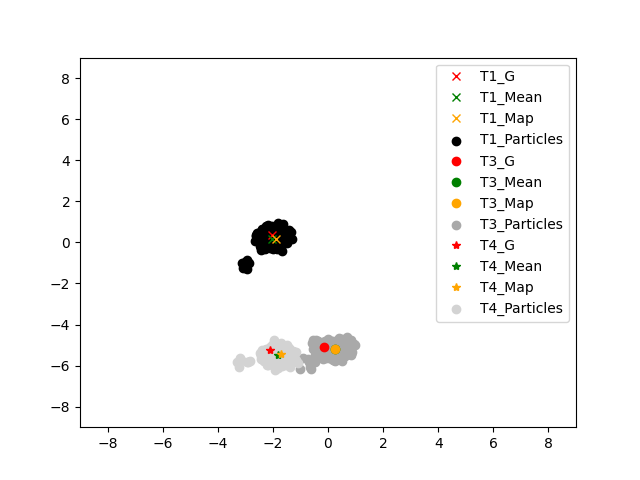 8
6
4
2
0
−2
−4
−6
−8
−8 −6 −4 −2 0 2 4 6 8
T1_G
T1_Mean
T1_Map
T1_Particles
T3_G
T3_Mean
T3_Map
T3_Particles
T4_G
T4_Mean
T4_Map
T4_Particles